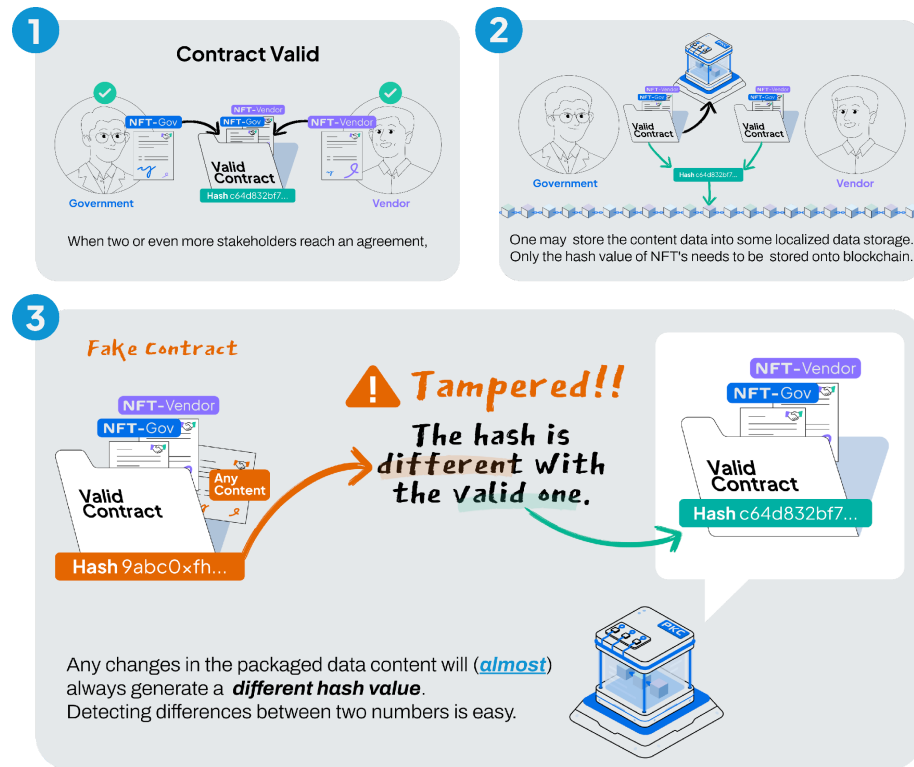 1
Contract Valid
NFT-Gov
NFT-Vendor
NFT-Gov
NFT-Vendor
Valid
Contract
Hash c64d832bf7...
Government
Vendor
When two or even more stakeholders reach an agreement,
2
PKC
NFT-Vendor
NFT-Gov
Valid
Contract
NFT-Vendor
NFT-Gov
Valid
Contract
Hash c64d832bf7...
Government
Vendor
One may store the content data into some localized data storage.
Only the hash value of NFT's needs to be stored onto blockchain.
3
Fake Contract
NFT-Vendor
NFT-Gov
Any
Content
Valid
Contract
Hash 9abc0xfh...
Tampered!!
The hash is
different with
the valid one.
NFT-Vendor
NFT-Gov
Valid
Contract
Hash c64d832bf7...
PKC
Any changes in the packaged data content will (almost)
always generate a different hash value.
Detecting differences between two numbers is easy.